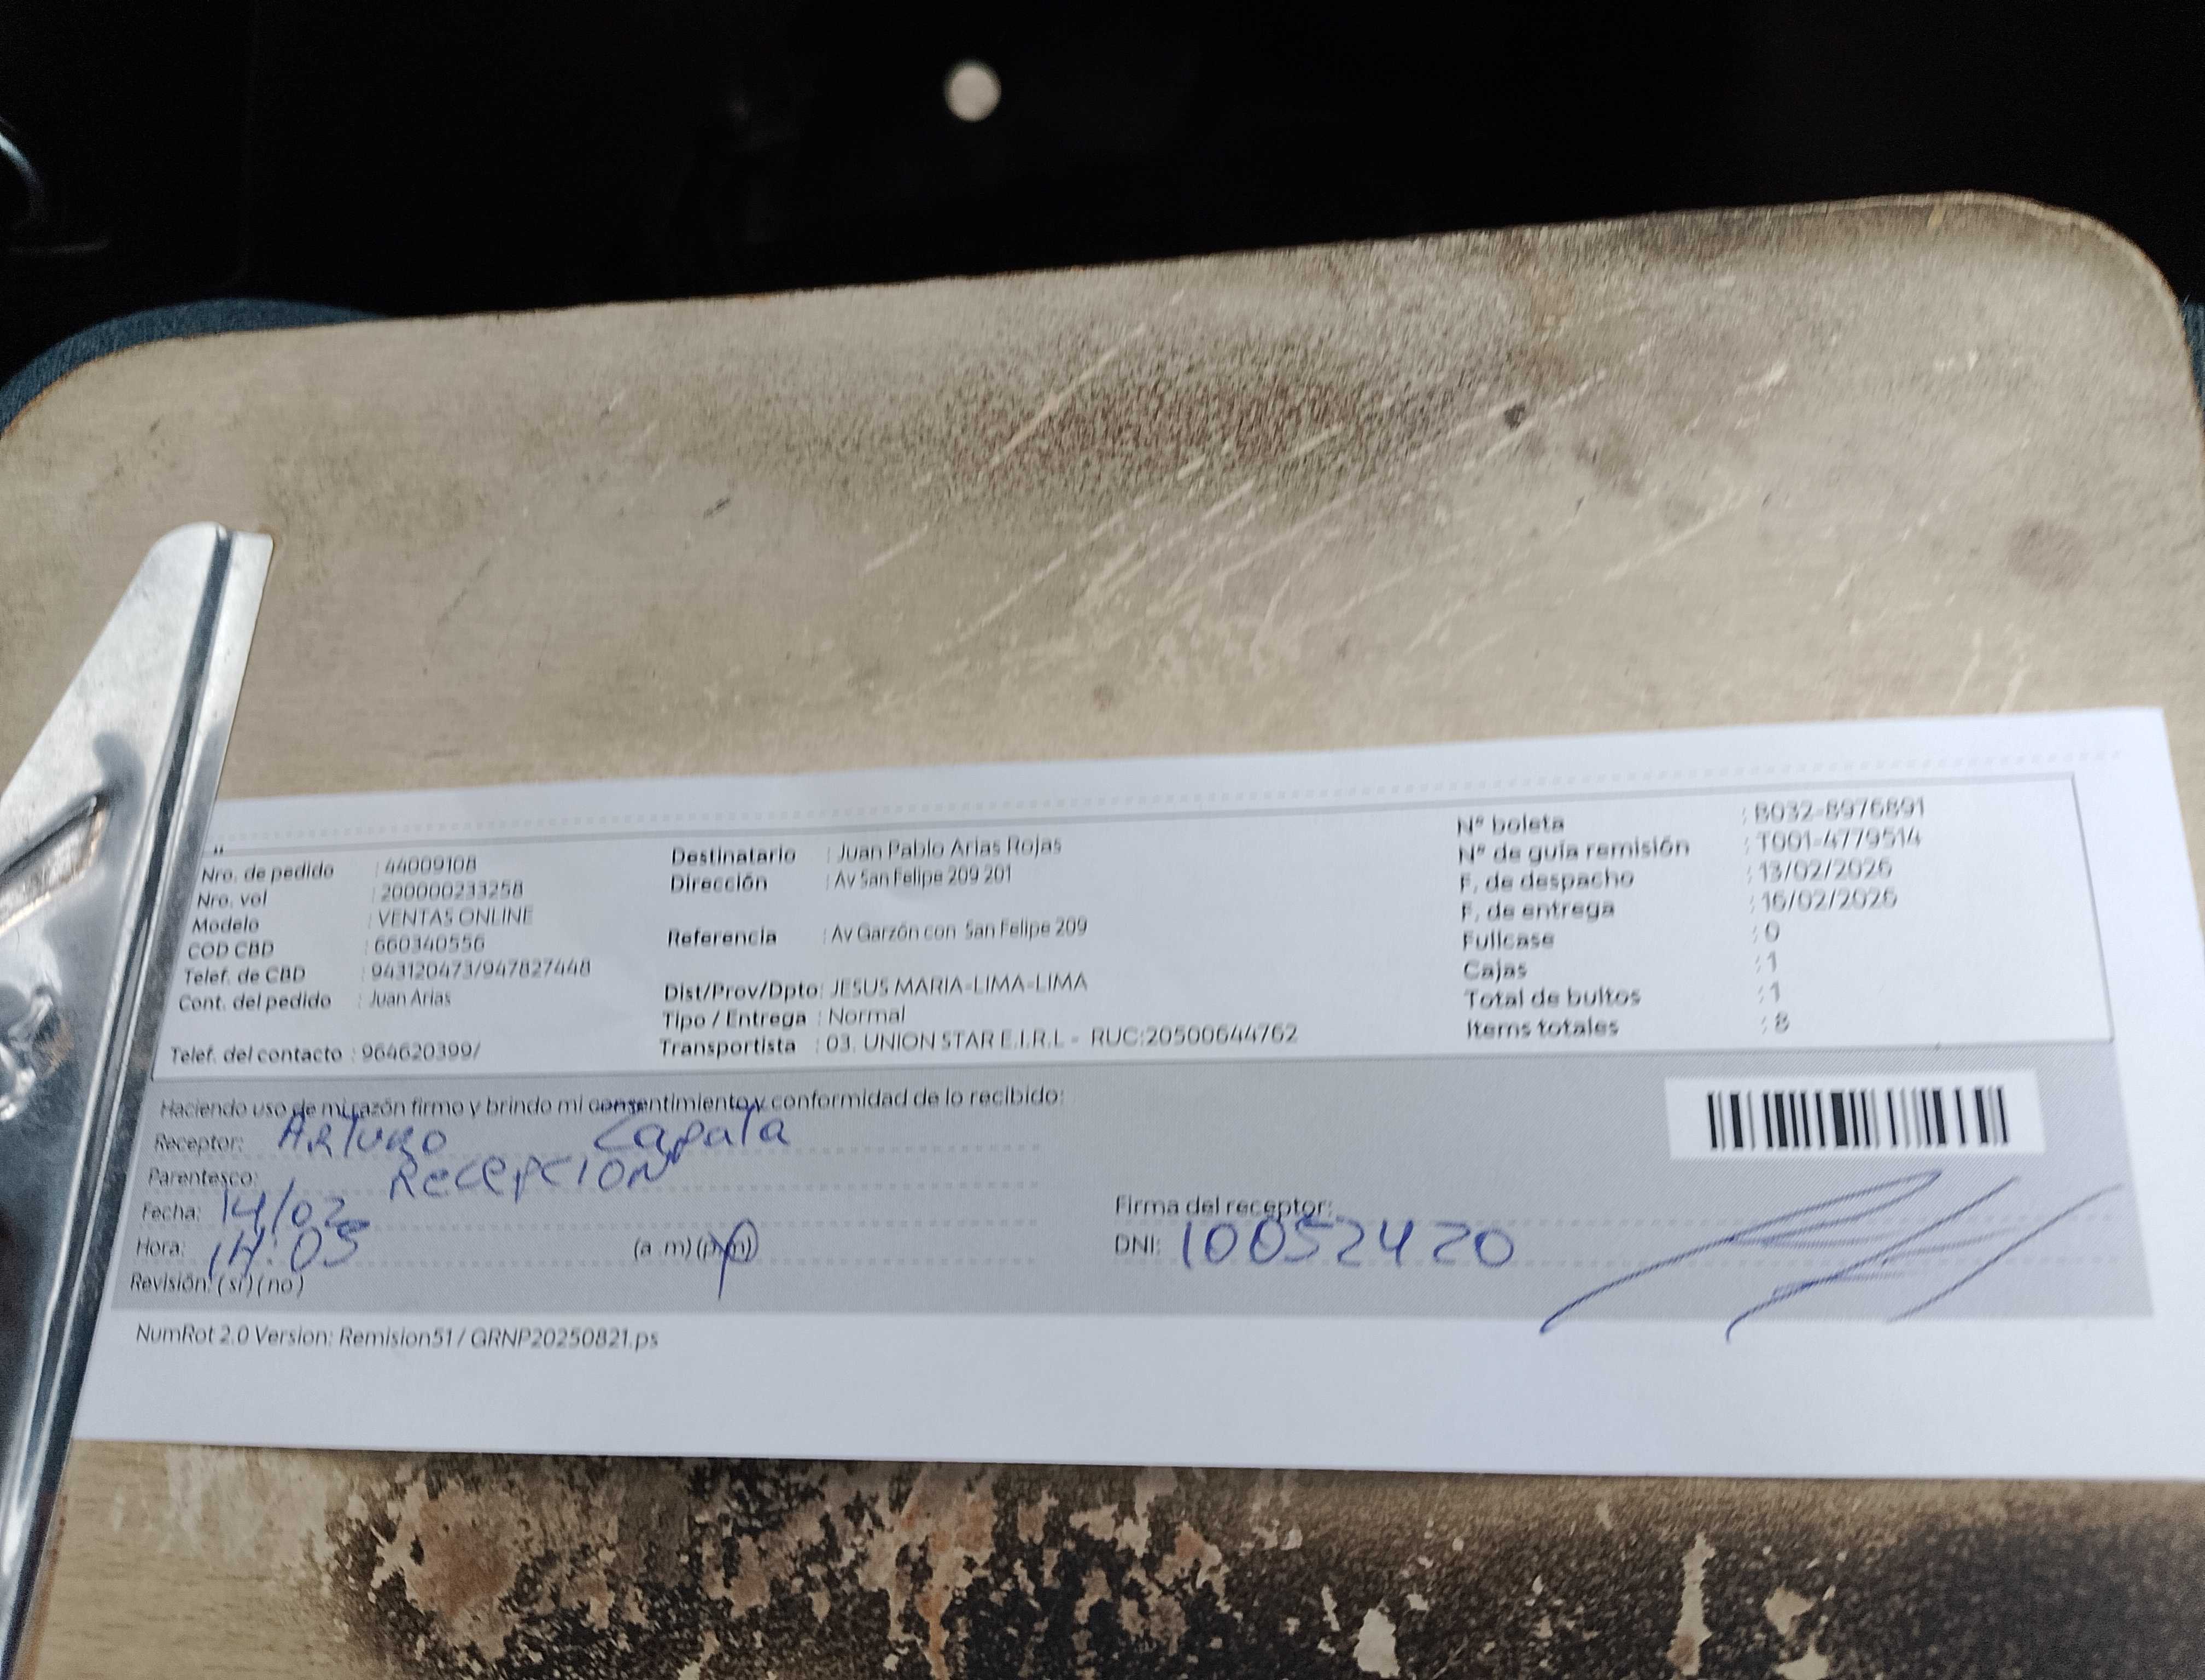 Nro. de pedido : 44009108
Nro. vol : 200000233258
Modelo : VENTAS ONLINE
COD CBD : 660340556
Telef. de CBD : 943120473/947827448
Cont. del pedido : Juan Arias
Telef. del contacto : 964620399/
Destinatario : Juan Pablo Arias Rojas
Dirección : Av San Felipe 209 201
Referencia : Av Garzón con San Felipe 209
Dist/Prov/Dpto: JESUS MARIA-LIMA-LIMA
Tipo / Entrega : Normal
Transportista : 03. UNION STAR E.I.R.L - RUC:20500644762
N° boleta : B032-8976891
N° de guía remisión : T001-4779514
F. de despacho : 13/02/2026
F. de entrega : 16/02/2026
Fullcase : 0
Cajas : 1
Total de bultos : 1
Items totales : 8
Haciendo uso de mi razón firmo y brindo mi consentimiento y conformidad de lo recibido:
Receptor: ARTURO Zapata
Parentesco: RecepcioN
Fecha: 14/02
Hora: 14:05 (a.m)(p.m)
Revisión: (si)(no)
Firma del receptor:
DNI: 10052420
NumRot 2.0 Version: Remision51 / GRNP20250821.ps